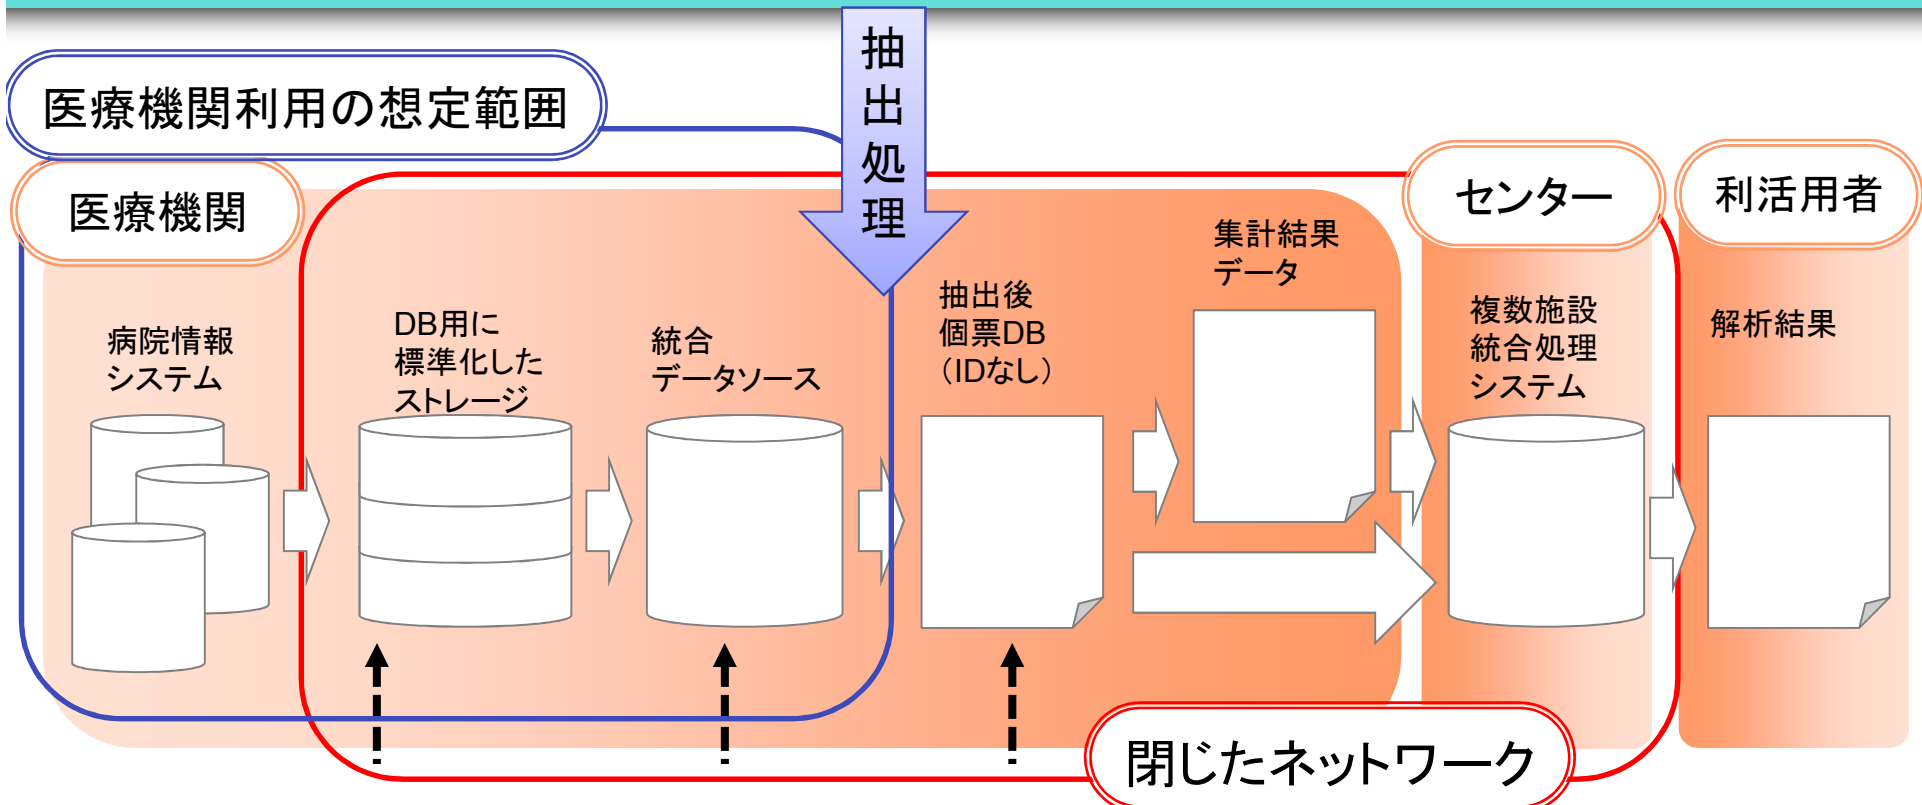 医療機関利用の想定範囲
抽
出
処
理
医療機関
センター
利活用者
病院情報
システム
DB用に
標準化した
ストレージ
統合
データソース
抽出後
個票DB
（IDなし）
集計結果
データ
複数施設
統合処理
システム
解析結果
閉じたネットワーク